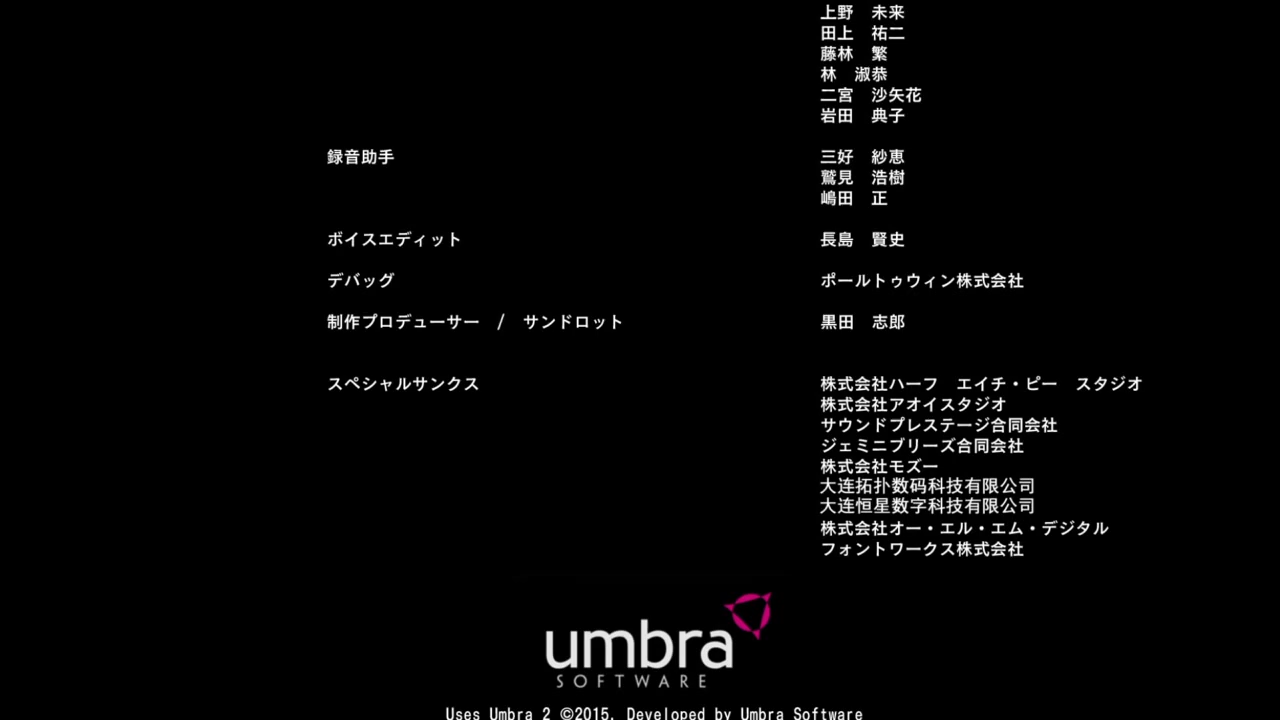 上野　未来
田上　祐二
藤林　繁
林　淑恭
二宮　沙矢花
岩田　典子
録音助手　三好　紗恵
鷲見　浩樹
嶋田　正
ボイスエディット　長島　賢史
デバッグ　ポールトゥウィン株式会社
制作プロデューサー　/　サンドロット　黒田　志郎
スペシャルサンクス　株式会社ハーフ　エイチ・ピー　スタジオ
株式会社アオイスタジオ
サウンドプレステージ合同会社
ジェミニブリーズ合同会社
株式会社モズー
大连拓扑数码科技有限公司
大连恒星数字科技有限公司
株式会社オー・エル・エム・デジタル
フォントワークス株式会社
umbra
SOFTWARE
Uses Umbra 2 ©2015. Developed by Umbra Software